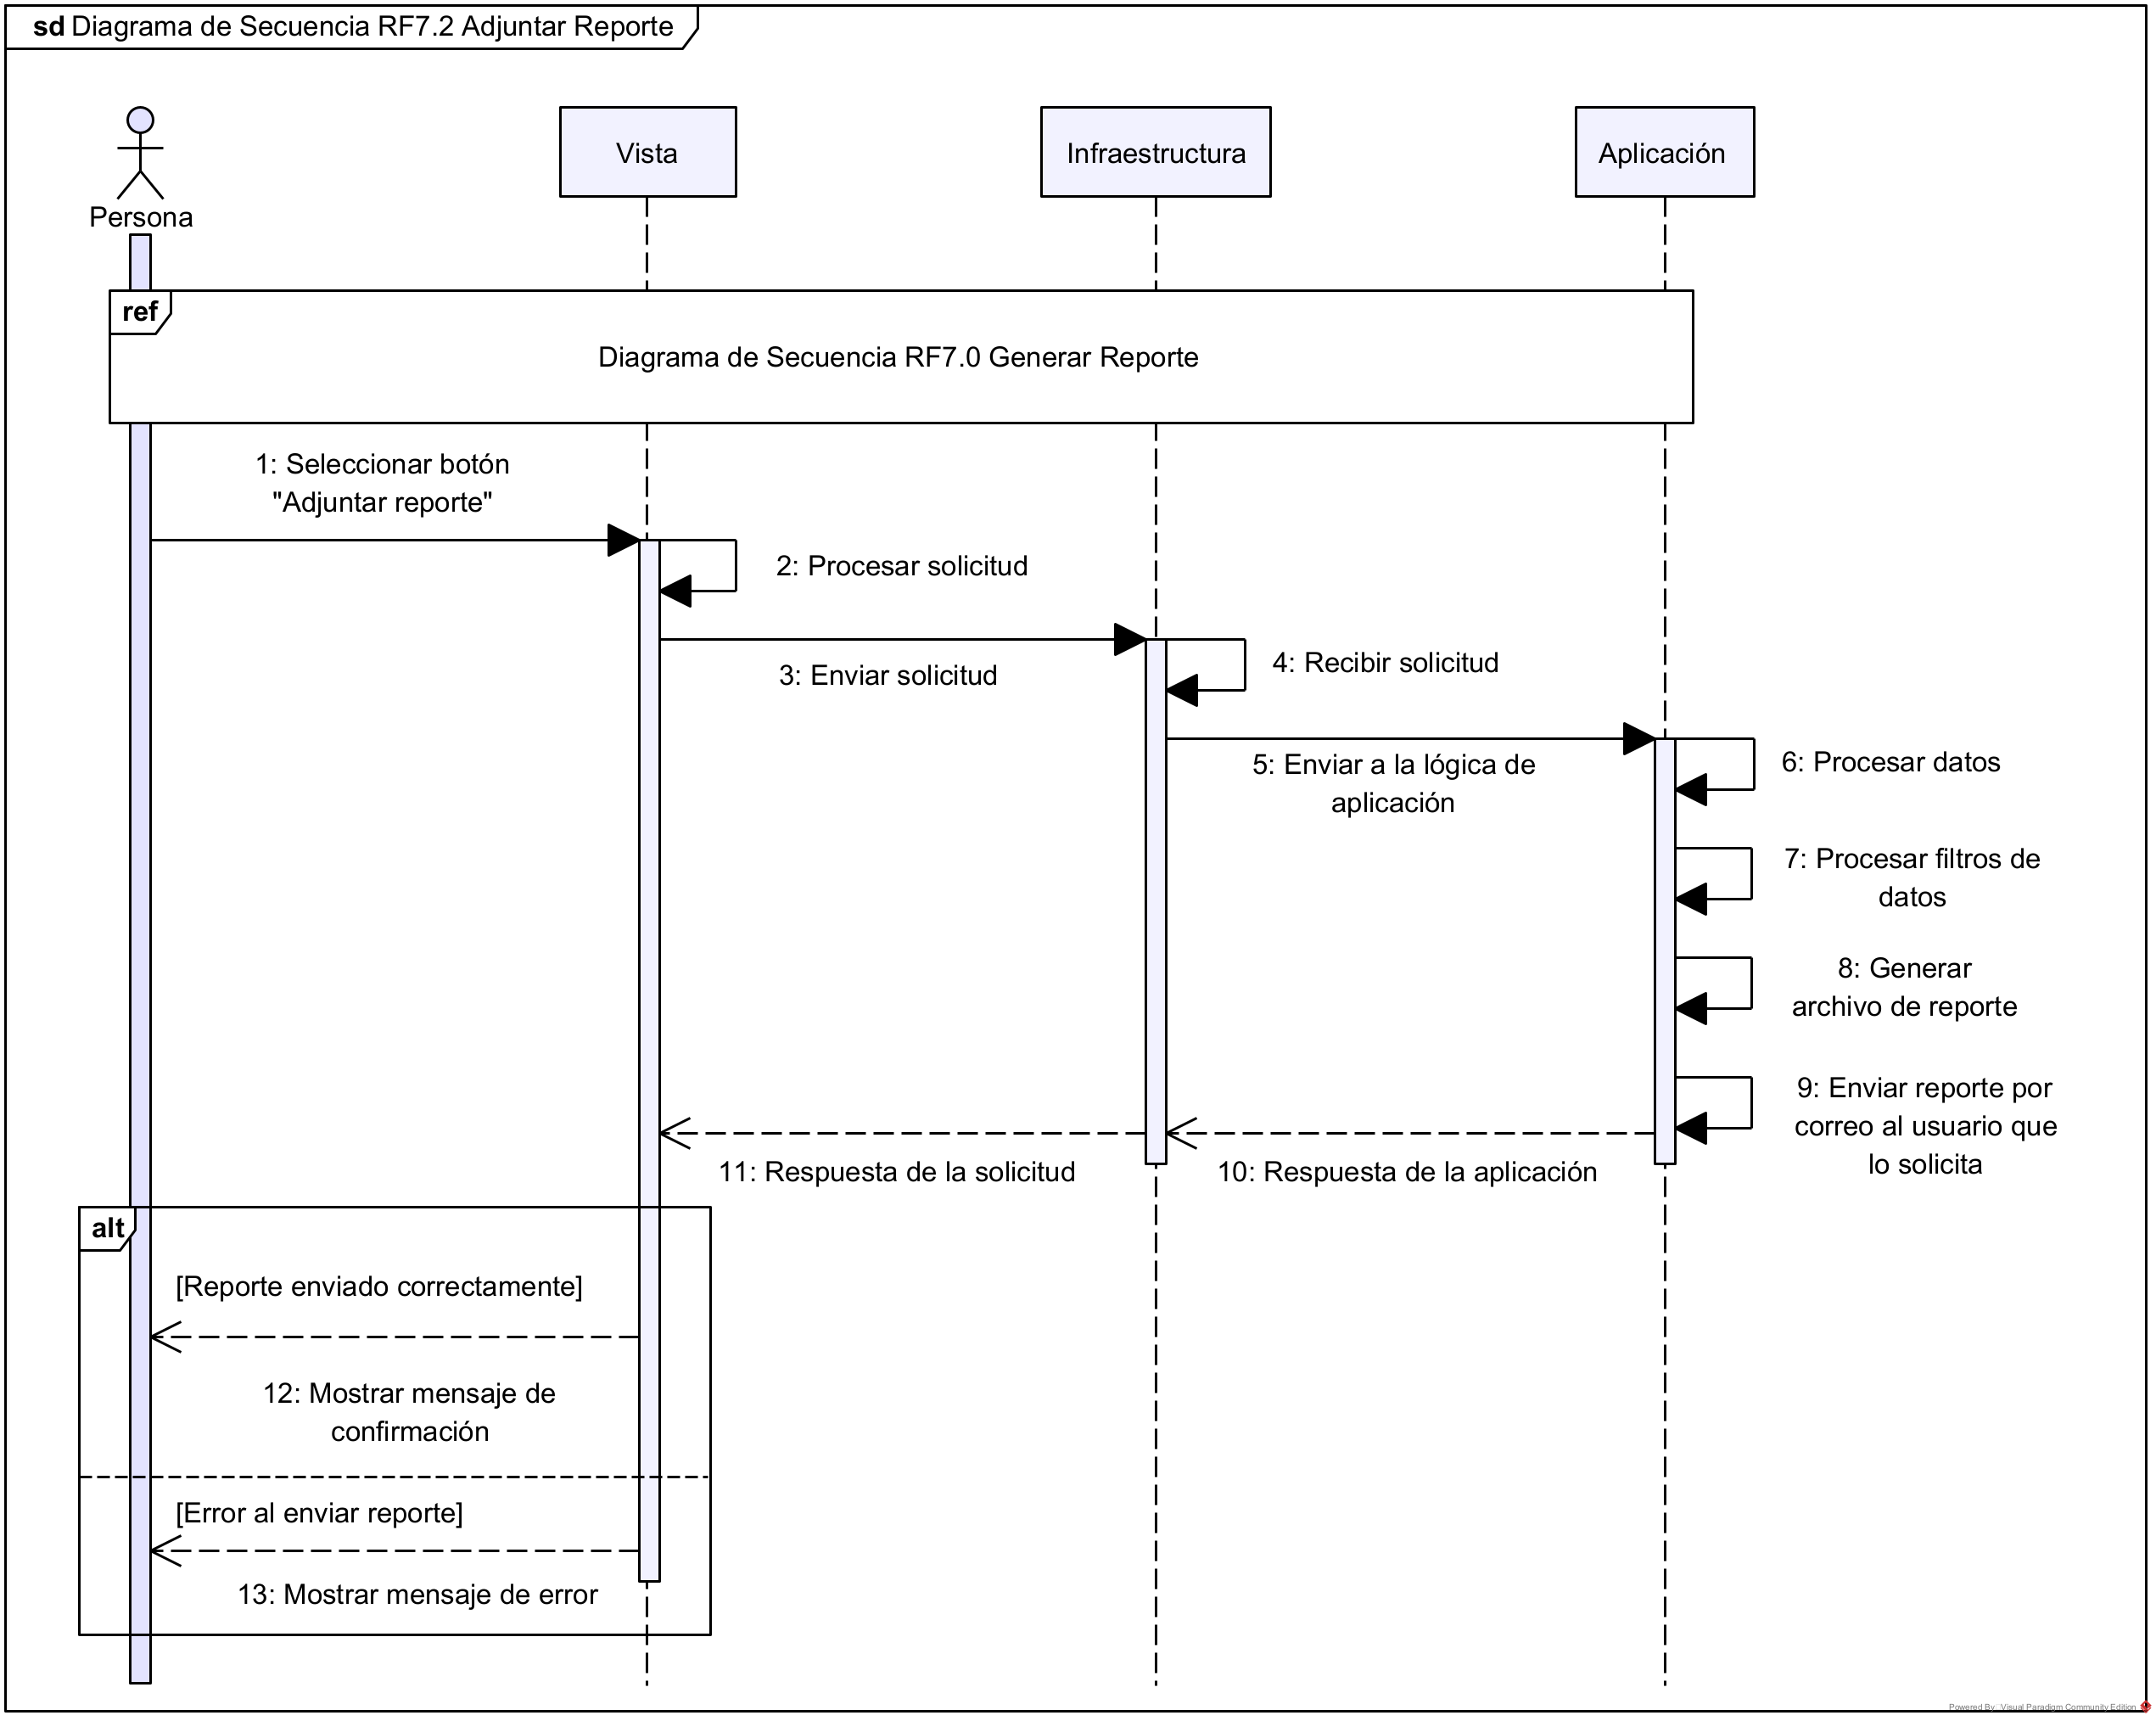 sd Diagrama de Secuencia RF7.2 Adjuntar Reporte
Persona
Vista
Infraestructura
Aplicación
ref
Diagrama de Secuencia RF7.0 Generar Reporte
1: Seleccionar botón
"Adjuntar reporte"
2: Procesar solicitud
3: Enviar solicitud
4: Recibir solicitud
5: Enviar a la lógica de
aplicación
6: Procesar datos
7: Procesar filtros de
datos
8: Generar
archivo de reporte
9: Enviar reporte por
correo al usuario que
lo solicita
10: Respuesta de la aplicación
11: Respuesta de la solicitud
alt
[Reporte enviado correctamente]
12: Mostrar mensaje de
confirmación
[Error al enviar reporte]
13: Mostrar mensaje de error
Powered By: Visual Paradigm Community Edition